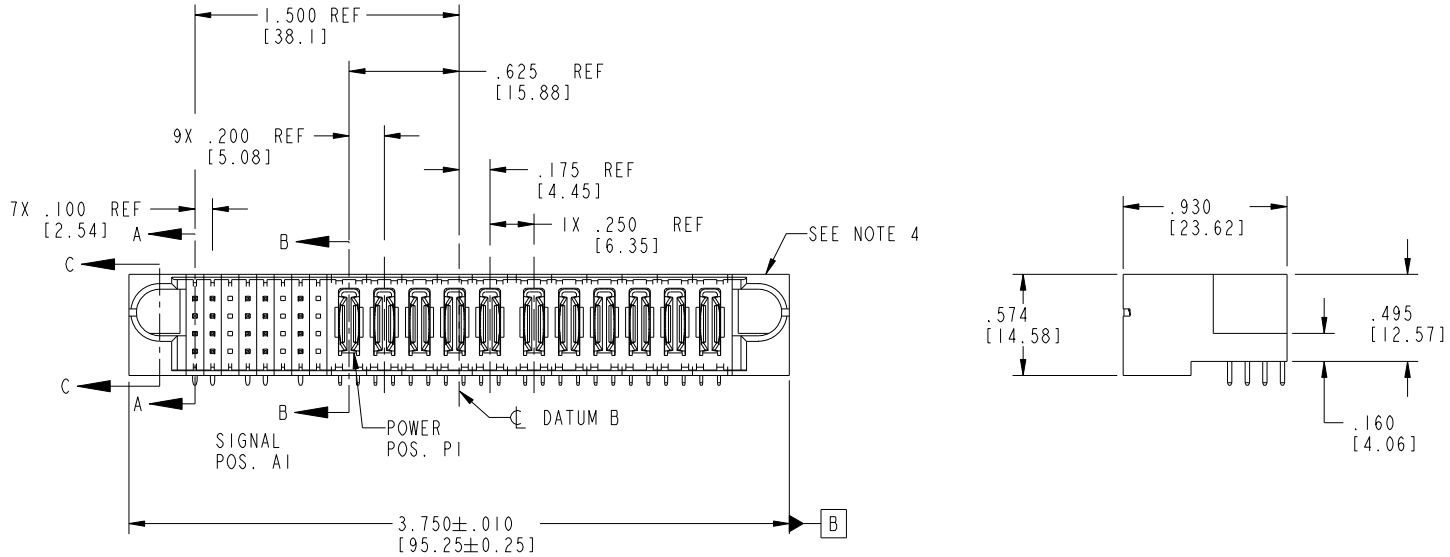 1.500 REF
[38.1]
.625 REF
[15.88]
9X .200 REF
[5.08]
.175 REF
[4.45]
7X .100 REF
[2.54]
1X .250 REF
[6.35]
A
B
C
SEE NOTE 4
C
A
B
SIGNAL
POS. A1
POWER
POS. P1
℄ DATUM B
3.750±.010
[95.25±0.25]
B
.930
[23.62]
.574
[14.58]
.495
[12.57]
.160
[4.06]